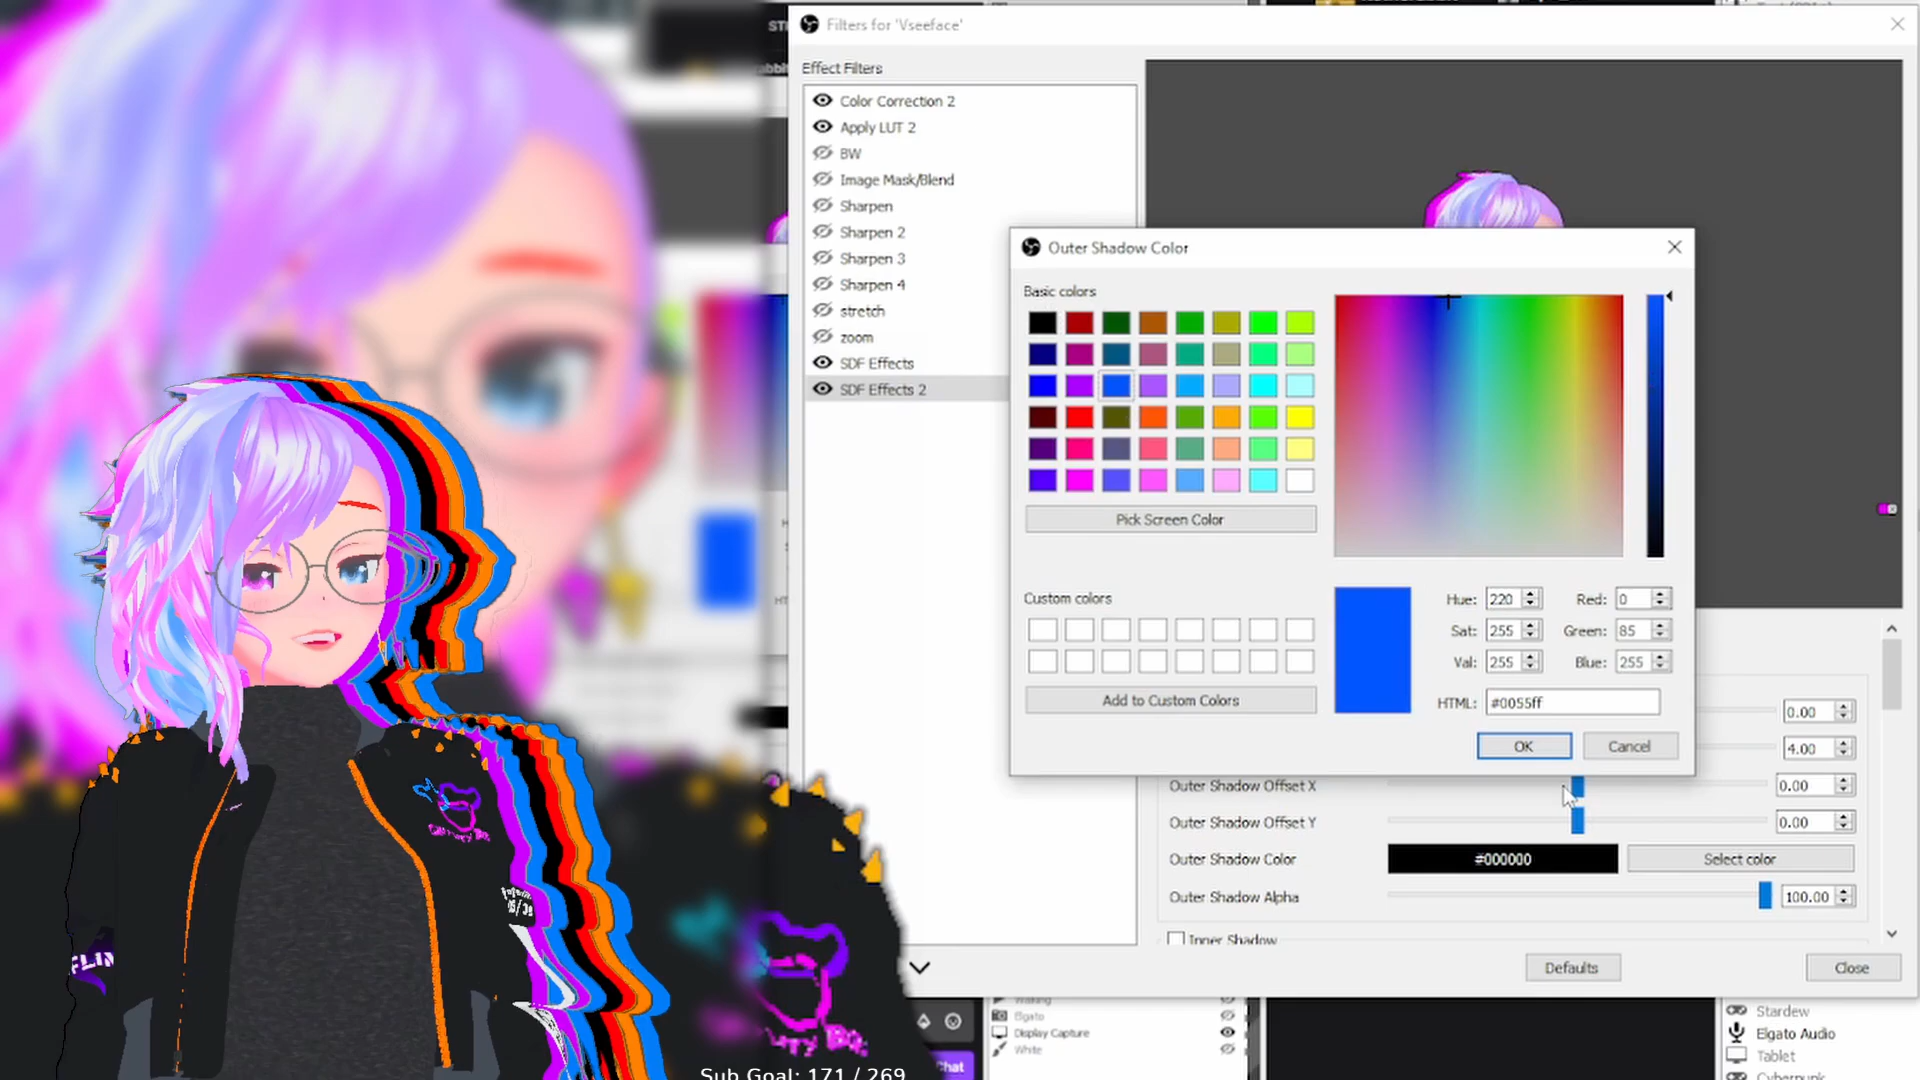 Filters for 'Vseeface'
Effect Filters
Color Correction 2
Apply LUT 2
BW
Image Mask/Blend
Sharpen
Sharpen 2
Sharpen 3
Sharpen 4
stretch
zoom
SDF Effects
SDF Effects 2
Outer Shadow Color
Basic colors
Pick Screen Color
Custom colors
Add to Custom Colors
Hue: 220 Red: 0
Sat: 255 Green: 85
Val: 255 Blue: 255
HTML: #0055ff
OK Cancel
0.00
4.00
Outer Shadow Offset X 0.00
Outer Shadow Offset Y 0.00
Outer Shadow Color #000000 Select color
Outer Shadow Alpha 100.00
Inner Shadow
Defaults Close
Elgato
Display Capture
White
Stardew
Elgato Audio
Tablet
Cyberpunk
Chat
Sub Goal: 171 / 269